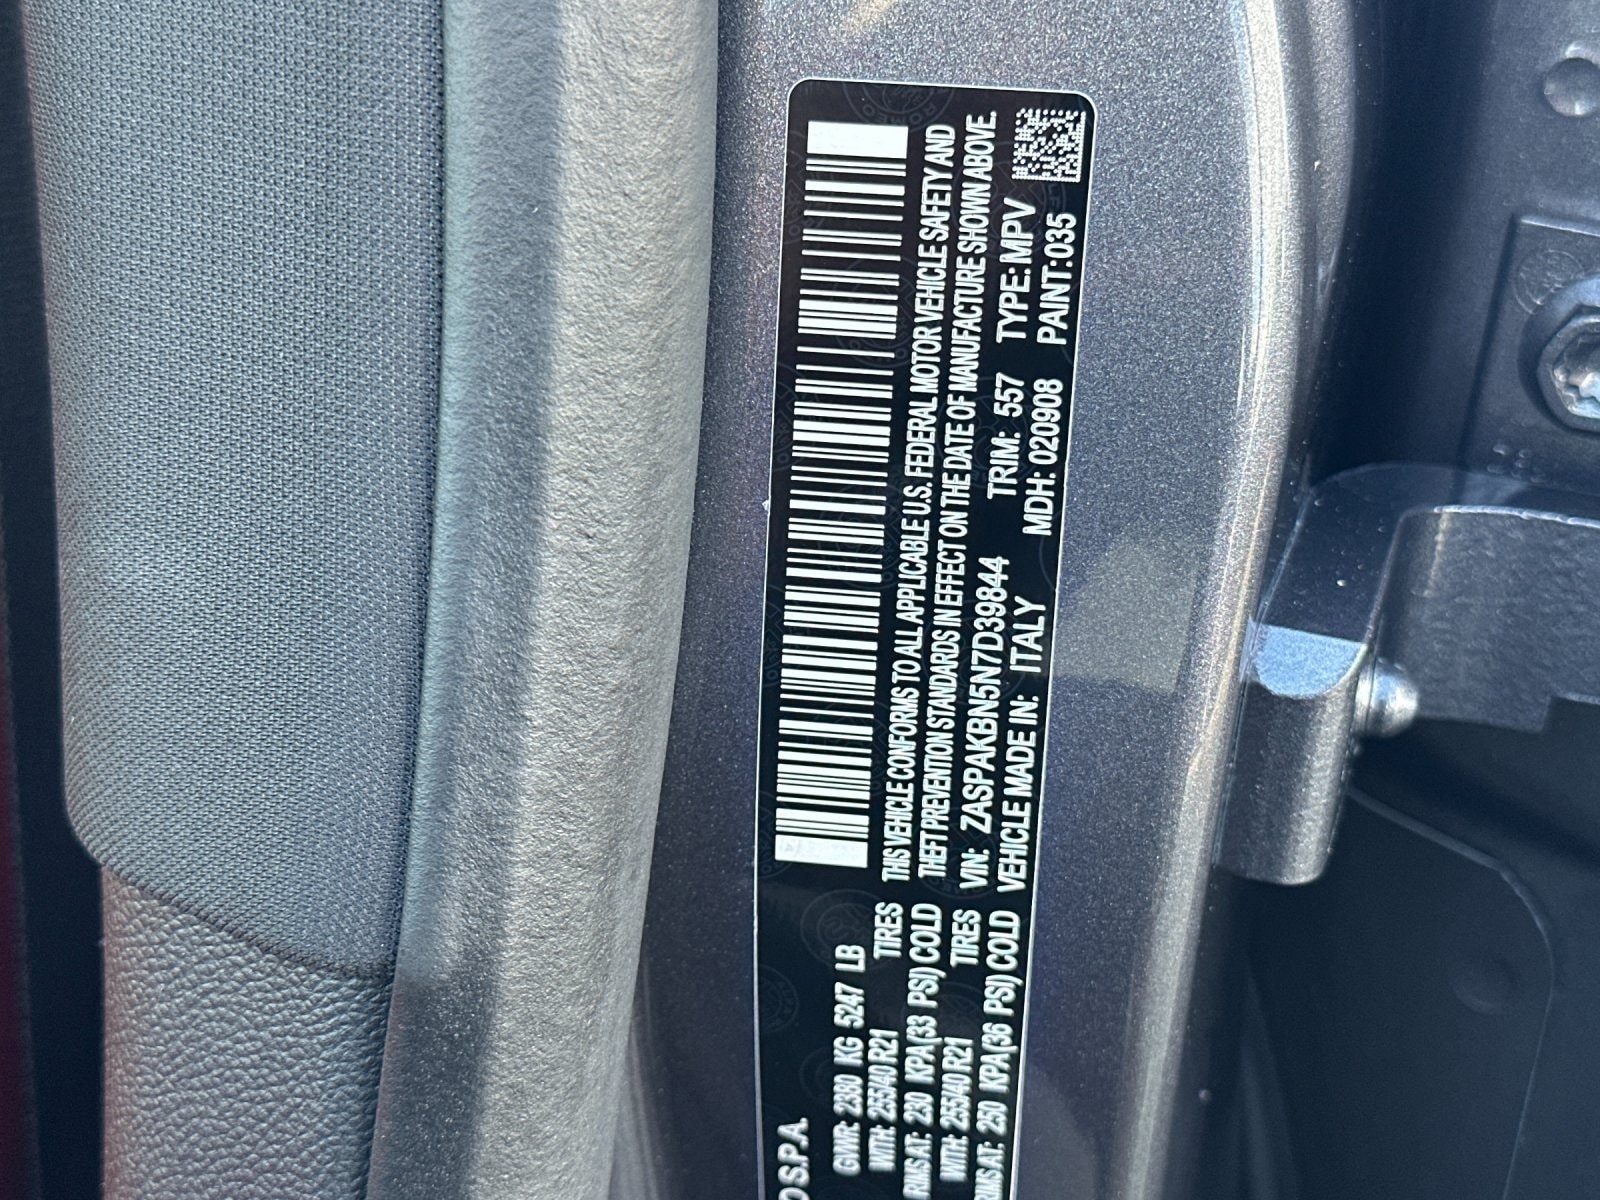 O S.P.A.
GVWR: 2380 KG 5247 LB
WITH: 255/40 R21 TIRES
RIMS AT: 230 KPA(33 PSI) COLD
WITH: 255/40 R21 TIRES
RIMS AT: 250 KPA(36 PSI) COLD
THIS VEHICLE CONFORMS TO ALL APPLICABLE U.S. FEDERAL MOTOR VEHICLE SAFETY AND
THEFT PREVENTION STANDARDS IN EFFECT ON THE DATE OF MANUFACTURE SHOWN ABOVE.
VIN: ZASPAKBN5N7D39844 TRIM: 557 TYPE: MPV
VEHICLE MADE IN: ITALY MDH: 020908 PAINT:035